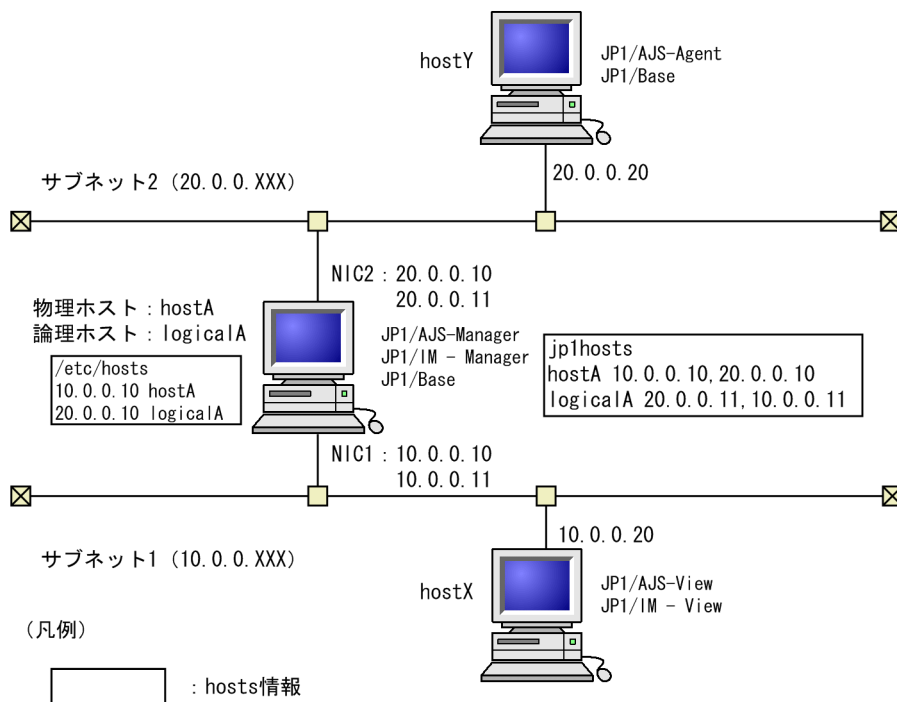 hostY
JP1/AJS-Agent
JP1/Base
20.0.0.20
サブネット2（20.0.0.XXX）
NIC2：20.0.0.10
20.0.0.11
物理ホスト：hostA
論理ホスト：logicalA
/etc/hosts
10.0.0.10 hostA
20.0.0.10 logicalA
JP1/AJS-Manager
JP1/IM - Manager
JP1/Base
jp1hosts
hostA 10.0.0.10,20.0.0.10
logicalA 20.0.0.11,10.0.0.11
NIC1：10.0.0.10
10.0.0.11
10.0.0.20
サブネット1（10.0.0.XXX）
hostX
JP1/AJS-View
JP1/IM - View
（凡例）
：hosts情報